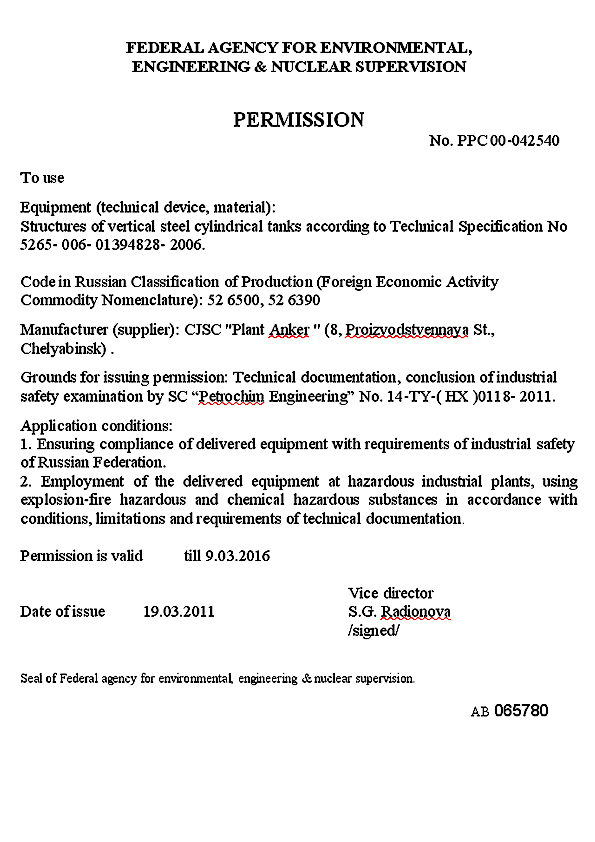 FEDERAL AGENCY FOR ENVIRONMENTAL,
ENGINEERING & NUCLEAR SUPERVISION
PERMISSION
No. PPC 00-042540
To use
Equipment (technical device, material):
Structures of vertical steel cylindrical tanks according to Technical Specification No
5265- 006- 01394828- 2006.
Code in Russian Classification of Production (Foreign Economic Activity
Commodity Nomenclature): 52 6500, 52 6390
Manufacturer (supplier): CJSC "Plant Anker " (8, Proizvodstvennaya St.,
Chelyabinsk) .
Grounds for issuing permission: Technical documentation, conclusion of industrial
safety examination by SC “Petrochim Engineering” No. 14-TY-( HX )0118- 2011.
Application conditions:
1. Ensuring compliance of delivered equipment with requirements of industrial safety
of Russian Federation.
2. Employment of the delivered equipment at hazardous industrial plants, using
explosion-fire hazardous and chemical hazardous substances in accordance with
conditions, limitations and requirements of technical documentation.
Permission is valid till 9.03.2016
Vice director
Date of issue 19.03.2011 S.G. Radionova
/signed/
Seal of Federal agency for environmental, engineering & nuclear supervision.
AB 065780